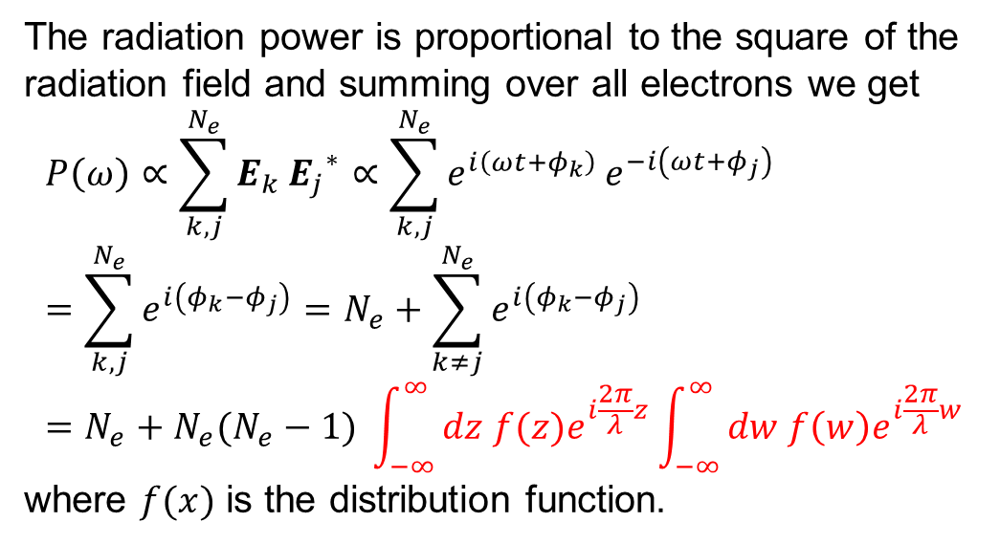 The radiation power is proportional to the square of the
radiation field and summing over all electrons we get
$P(\omega) \propto \sum_{k,j}^{N_e} \boldsymbol{E}_k \boldsymbol{E}_j{}^* \propto \sum_{k,j}^{N_e} e^{i(\omega t+\phi_k)} e^{-i(\omega t+\phi_j)}$
$= \sum_{k,j}^{N_e} e^{i(\phi_k-\phi_j)} = N_e + \sum_{k\neq j}^{N_e} e^{i(\phi_k-\phi_j)}$
$= N_e + N_e(N_e - 1) \int_{-\infty}^{\infty} dz\, f(z)e^{i\frac{2\pi}{\lambda}z} \int_{-\infty}^{\infty} dw\, f(w)e^{i\frac{2\pi}{\lambda}w}$
where $f(x)$ is the distribution function.